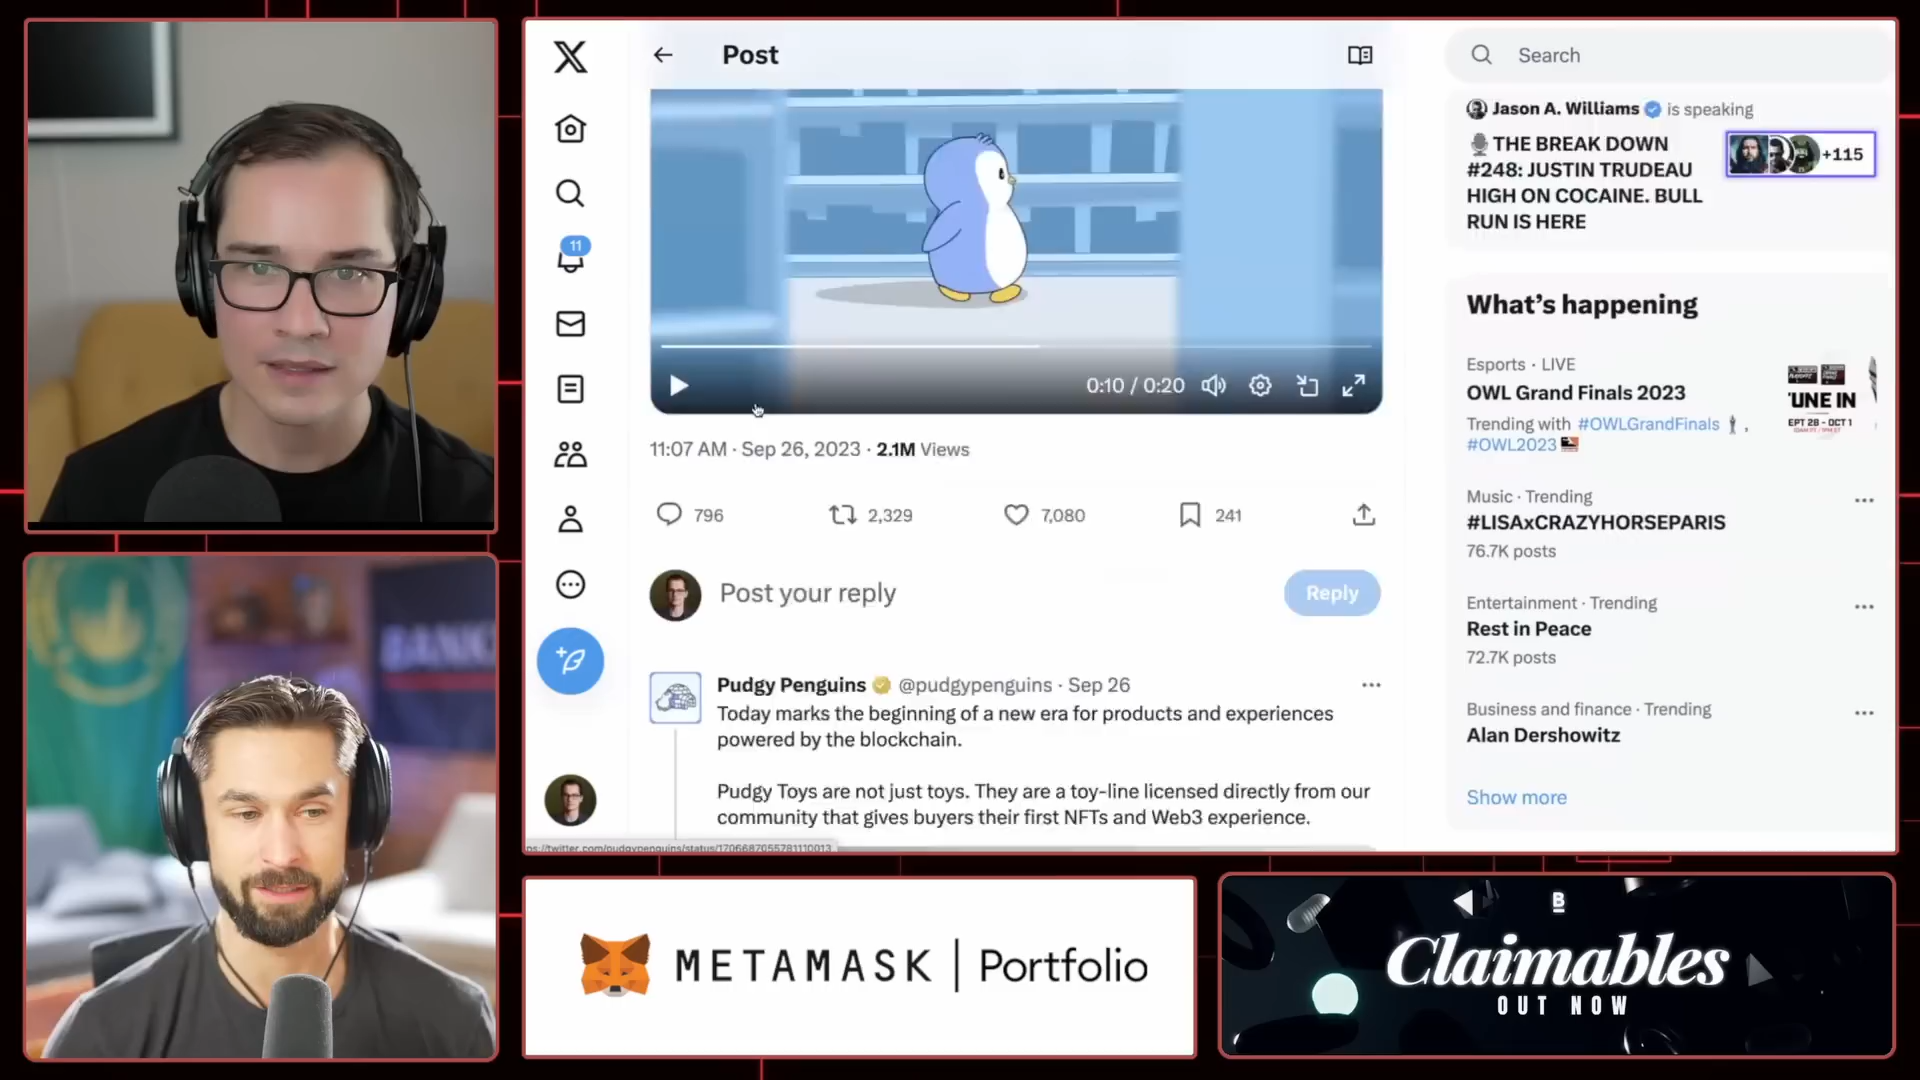 Post
11:07 AM · Sep 26, 2023 · 2.1M Views
796
2,329
7,080
241
Post your reply
Reply
Pudgy Penguins @pudgypenguins · Sep 26
Today marks the beginning of a new era for products and experiences
powered by the blockchain.
Pudgy Toys are not just toys. They are a toy-line licensed directly from our
community that gives buyers their first NFTs and Web3 experience.
ps://twitter.com/pudgypenguins/status/1706687055781110013
0:10 / 0:20
11
Search
Jason A. Williams is speaking
THE BREAK DOWN
#248: JUSTIN TRUDEAU
HIGH ON COCAINE. BULL
RUN IS HERE
+115
What's happening
Esports · LIVE
OWL Grand Finals 2023
Trending with #OWLGrandFinals ,
#OWL2023
UNE IN
EPT 28 - OCT 1
Music · Trending
#LISAxCRAZYHORSEPARIS
76.7K posts
Entertainment · Trending
Rest in Peace
72.7K posts
Business and finance · Trending
Alan Dershowitz
Show more
BANK
METAMASK | Portfolio
B
Claimables
OUT NOW